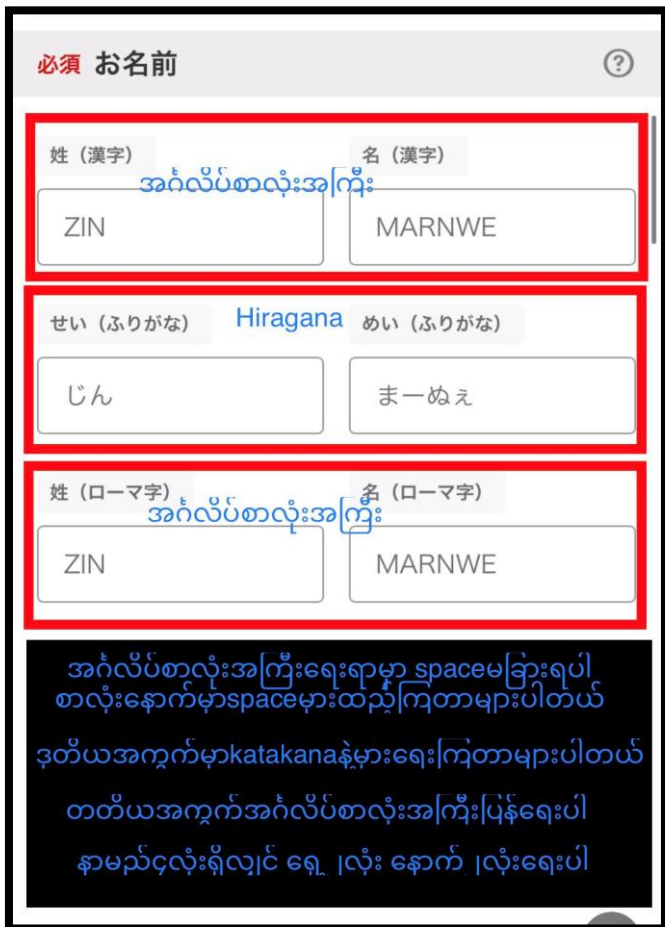 必須 お名前
姓（漢字） 名（漢字）
အင်္ဂလိပ်စာလုံးအကြီး
ZIN MARNWE
せい（ふりがな） Hiragana めい（ふりがな）
じん まーぬぇ
姓（ローマ字） 名（ローマ字）
အင်္ဂလိပ်စာလုံးအကြီး
ZIN MARNWE
အင်္ဂလိပ်စာလုံးအကြီးရေးရာမှာ spaceမခြားရပါ
စာလုံးနောက်မှာspaceမှားထည့်ကြတာများပါတယ်
ဒုတိယအကွက်မှာkatakanaနဲ့မှားရေးကြတာများပါတယ်
တတိယအကွက်အင်္ဂလိပ်စာလုံးအကြီးပြန်ရေးပါ
နာမည်၄လုံးရှိလျှင် ရှေ့၂လုံး နောက်၂လုံးရေးပါ